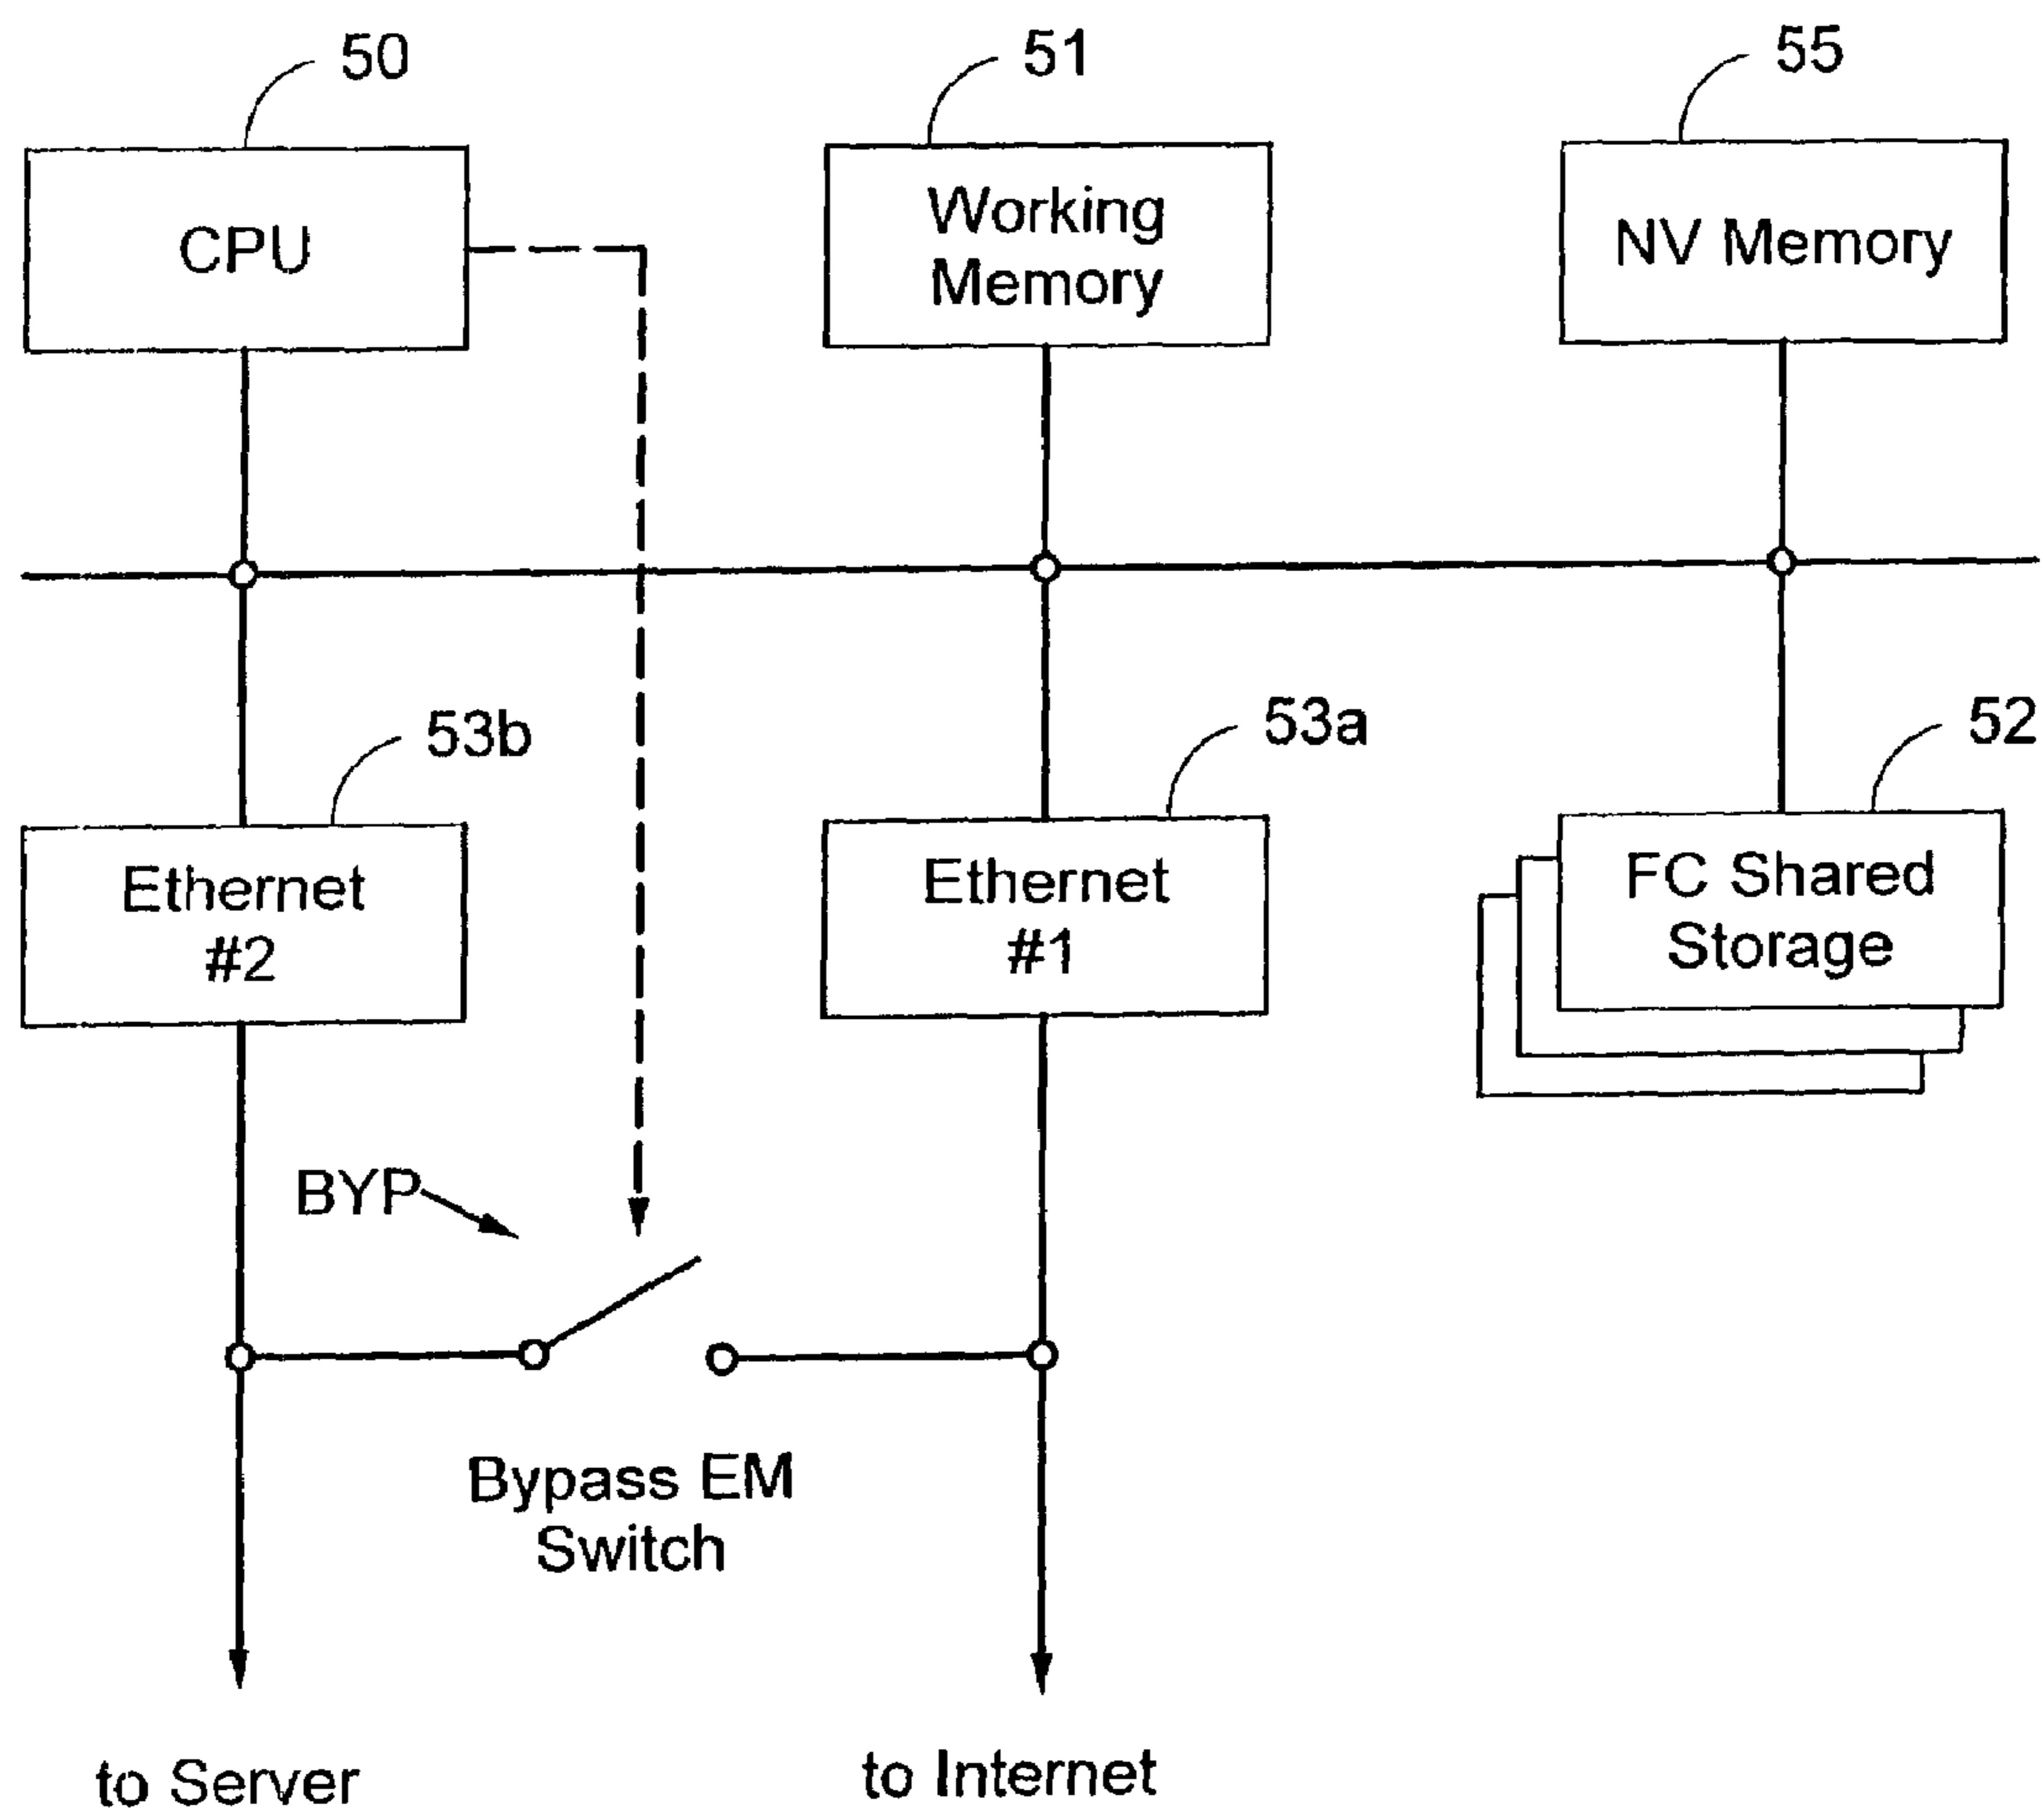 50
51
55
CPU
Working
Memory
NV Memory
53b
53a
52
Ethernet
#2
Ethernet
#1
FC Shared
Storage
BYP
Bypass EM
Switch
to Server
to Internet